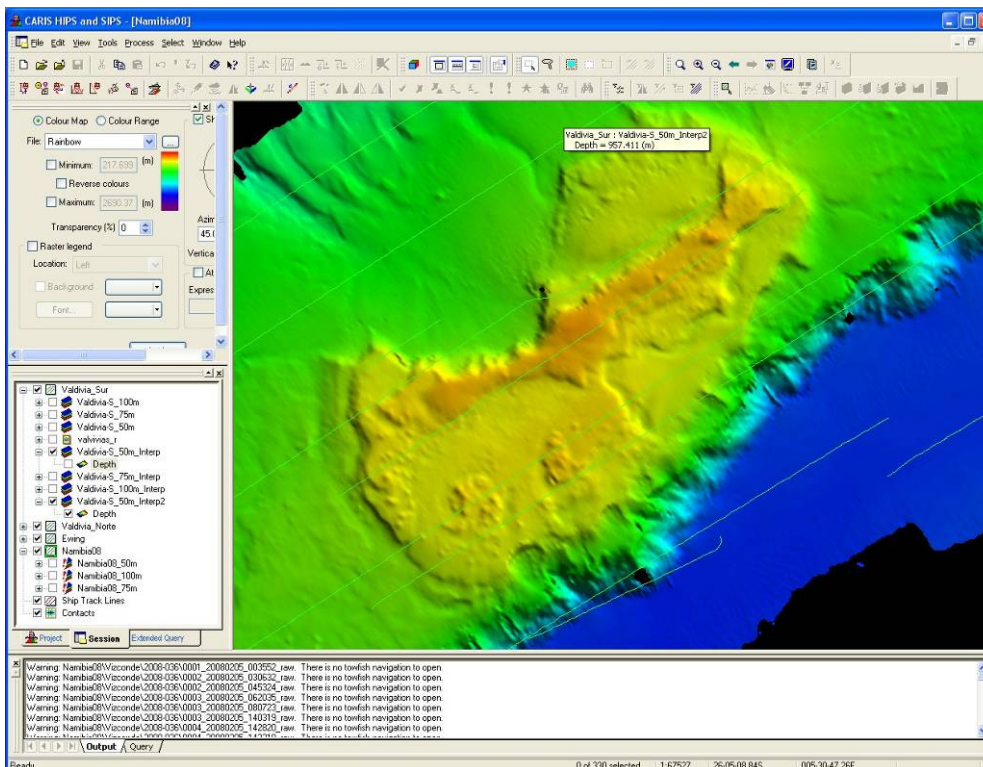 CARIS HIPS and SIPS - [Namibia08]
File Edit View Tools Process Select Window Help
Colour Map Colour Range
File: Rainbow ...
Minimum: 217.699 (m)
Reverse colours
Maximum: 2690.37 (m)
Transparency (%) 0
Raster legend
Location: Left
Background
Font...
Azim
45.0
Vertica
Expres
Valdivia_Sur : Valdivia-S_50m_Interp2
Depth = 957.411 (m)
Valdivia_Sur
Valdivia-S_100m
Valdivia-S_75m
Valdivia-S_50m
valvivias_r
Valdivia-S_50m_Interp
Depth
Valdivia-S_75m_Interp
Valdivia-S_100m_Interp
Valdivia-S_50m_Interp2
Depth
Valdivia_Norte
Ewing
Namibia08
Namibia08_50m
Namibia08_100m
Namibia08_75m
Ship Track Lines
Contacts
Project Session Extended Query
Warning: Namibia08\Vizconde\2008-036\0001_20080205_003552_raw. There is no towfish navigation to open.
Warning: Namibia08\Vizconde\2008-036\0002_20080205_030632_raw. There is no towfish navigation to open.
Warning: Namibia08\Vizconde\2008-036\0002_20080205_045324_raw. There is no towfish navigation to open.
Warning: Namibia08\Vizconde\2008-036\0003_20080205_062035_raw. There is no towfish navigation to open.
Warning: Namibia08\Vizconde\2008-036\0003_20080205_080723_raw. There is no towfish navigation to open.
Warning: Namibia08\Vizconde\2008-036\0003_20080205_140319_raw. There is no towfish navigation to open.
Warning: Namibia08\Vizconde\2008-036\0004_20080205_142820_raw. There is no towfish navigation to open.
Output Query
Ready 0 of 330 selected 1:67527 26-05-08.84S 005-30-47.26E